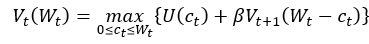 V_t(W_t) = max_{0≤c_t≤W_t} {U(c_t) + βV_{t+1}(W_t − c_t)}